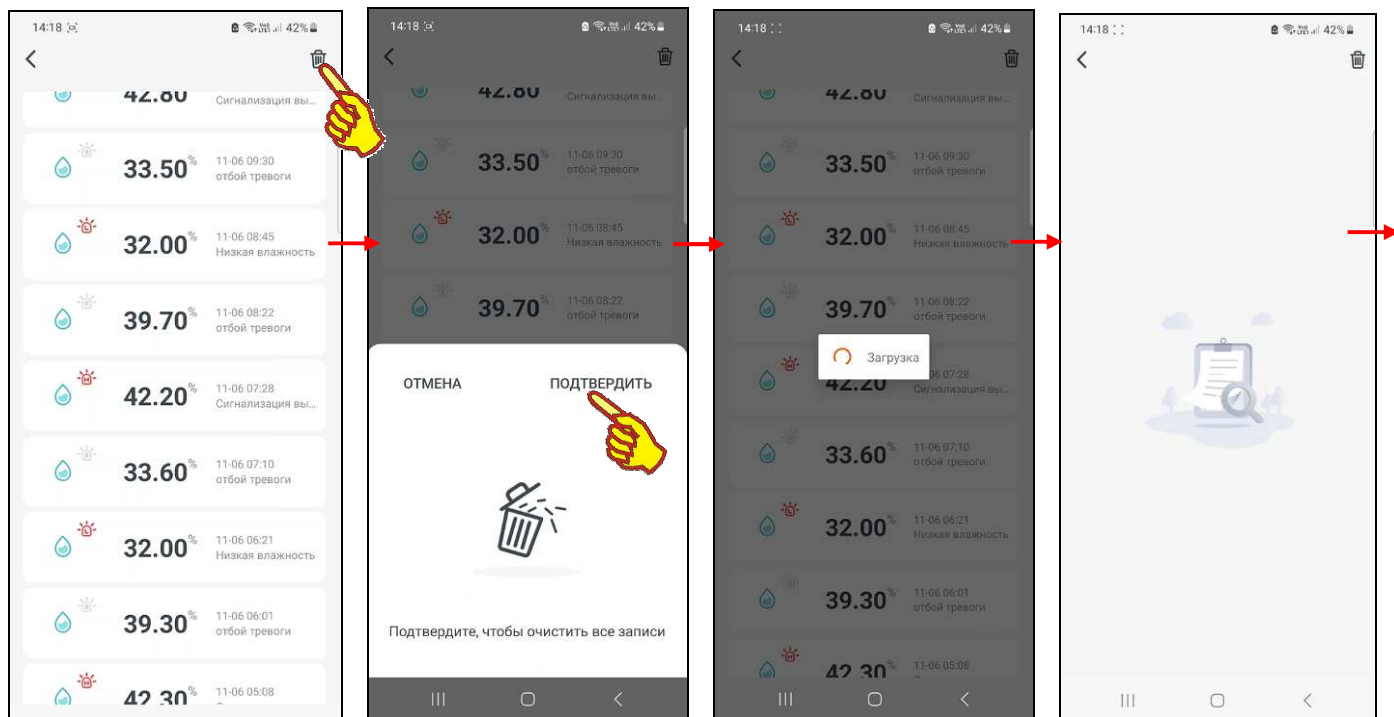 14:18 42%
42.80 Сигнализация вы...
33.50% 11-06 09:30
отбой тревоги
32.00% 11-06 08:45
Низкая влажность
39.70% 11-06 08:22
отбой тревоги
42.20% 11-06 07:28
Сигнализация вы...
33.60% 11-06 07:10
отбой тревоги
32.00% 11-06 06:21
Низкая влажность
39.30% 11-06 06:01
отбой тревоги
42.30% 11-06 05:08
14:18 42%
42.80 Сигнализация вы...
33.50% 11-06 09:30
отбой тревоги
32.00% 11-06 08:45
Низкая влажность
39.70% 11-06 08:22
отбой тревоги
ОТМЕНА ПОДТВЕРДИТЬ
Подтвердите, чтобы очистить все записи
14:18 42%
42.80 Сигнализация вы...
33.50% 11-06 09:30
отбой тревоги
32.00% 11-06 08:45
Низкая влажность
39.70% 11-06 08:22
отбой тревоги
Загрузка
42.20 06 07:28
Сигнализация вы...
33.60% 11-06 07:10
отбой тревоги
32.00% 11-06 06:21
Низкая влажность
39.30% 11-06 06:01
отбой тревоги
42.30% 11-06 05:08
14:18 42%